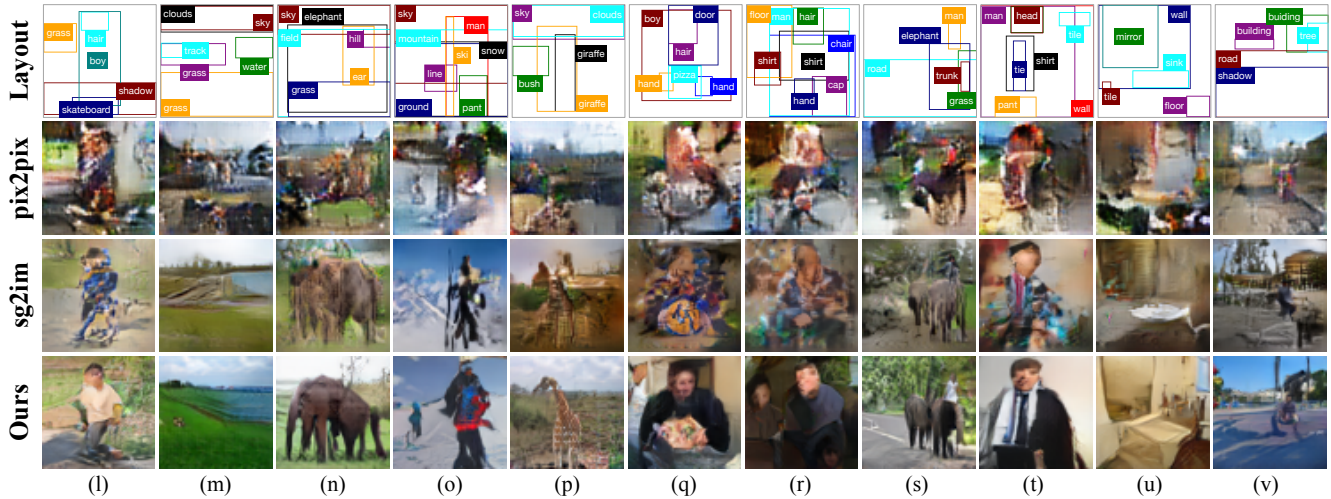 Layout
grass
hair
boy
shadow
skateboard
clouds
sky
track
grass
water
grass
sky
elephant
field
hill
ear
grass
sky
man
mountain
snow
ski
line
ground
pant
sky
clouds
giraffe
bush
giraffe
boy
door
hair
hand
pizza
hand
floor
man
hair
chair
shirt
shirt
cap
hand
man
elephant
road
trunk
grass
man
head
tile
shirt
tie
pant
wall
wall
mirror
sink
tile
floor
buiding
building
tree
road
shadow
pix2pix
sg2im
Ours
(l) (m) (n) (o) (p) (q) (r) (s) (t) (u) (v)